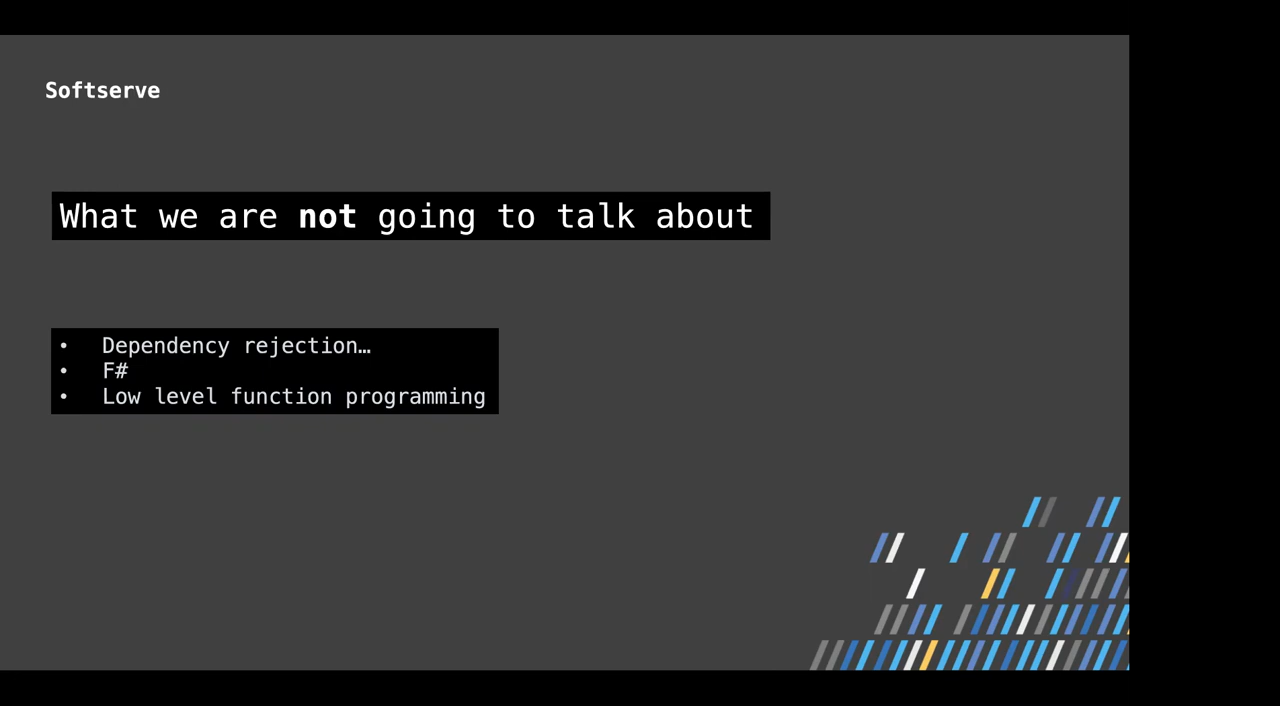 Softserve
What we are not going to talk about
• Dependency rejection…
• F#
• Low level function programming